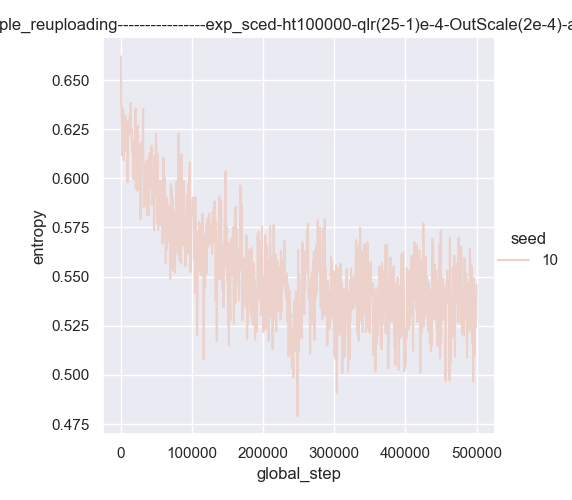 ple_reuploading----------------exp_sced-ht100000-qlr(25-1)e-4-OutScale(2e-4)-a
0.650
0.625
0.600
0.575
0.550
0.525
0.500
0.475
entropy
0 100000 200000 300000 400000 500000
global_step
seed
10